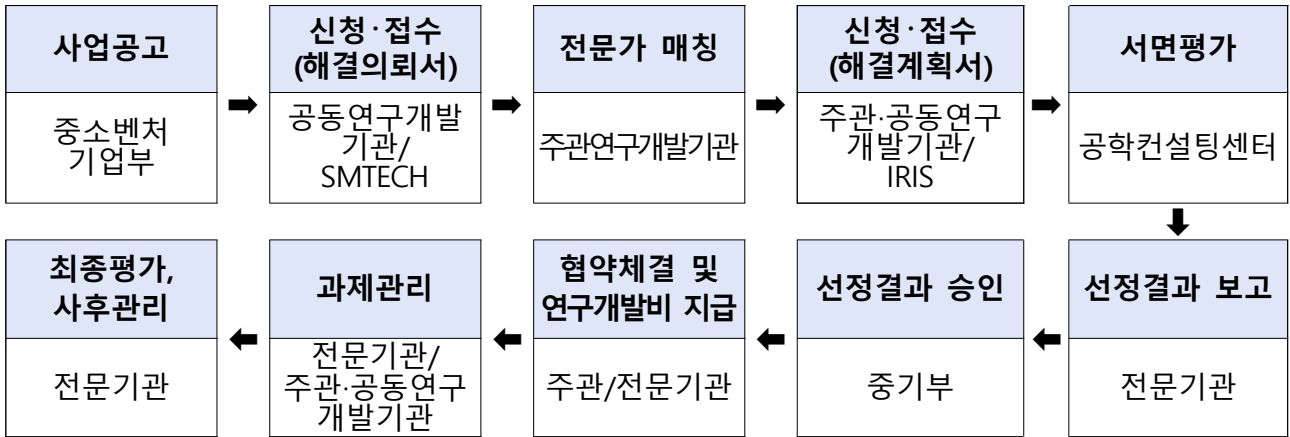 사업공고
중소벤처
기업부
신청·접수
(해결의뢰서)
공동연구개발
기관/
SMTECH
전문가 매칭
주관연구개발기관
신청·접수
(해결계획서)
주관·공동연구
개발기관/
IRIS
서면평가
공학컨설팅센터
최종평가,
사후관리
전문기관
과제관리
전문기관/
주관·공동연구
개발기관
협약체결 및
연구개발비 지급
주관/전문기관
선정결과 승인
중기부
선정결과 보고
전문기관